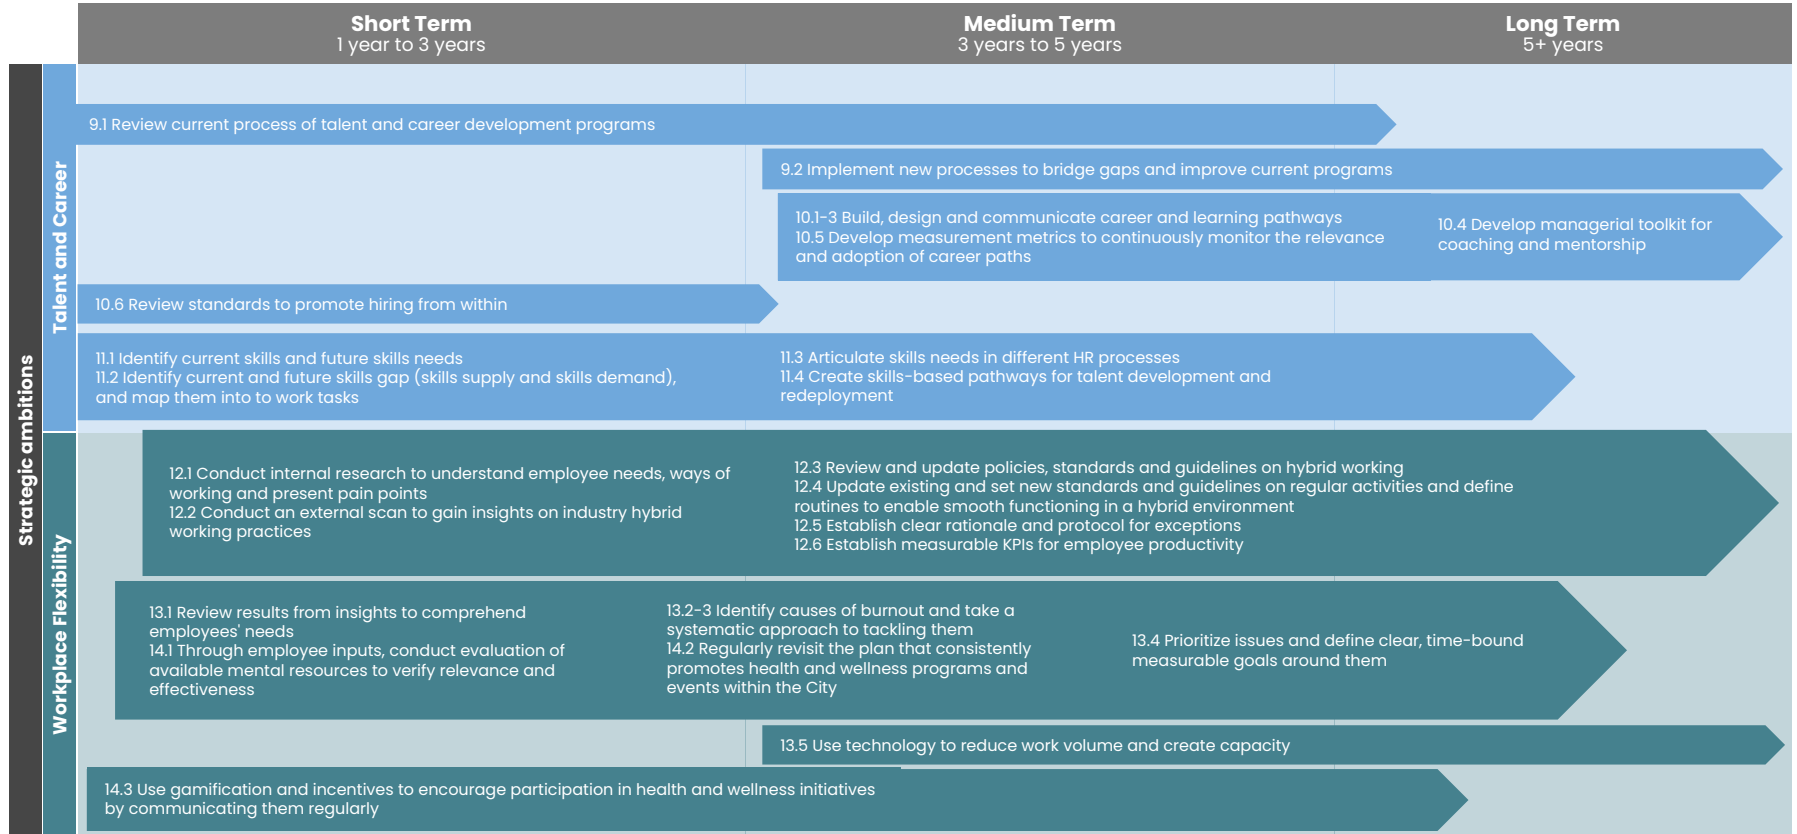 Short Term
1 year to 3 years
Medium Term
3 years to 5 years
Long Term
5+ years
Strategic ambitions
Talent and Career
9.1 Review current process of talent and career development programs
9.2 Implement new processes to bridge gaps and improve current programs
10.1-3 Build, design and communicate career and learning pathways
10.5 Develop measurement metrics to continuously monitor the relevance
and adoption of career paths
10.4 Develop managerial toolkit for
coaching and mentorship
10.6 Review standards to promote hiring from within
11.1 Identify current skills and future skills needs
11.2 Identify current and future skills gap (skills supply and skills demand),
and map them into to work tasks
11.3 Articulate skills needs in different HR processes
11.4 Create skills-based pathways for talent development and
redeployment
Workplace Flexibility
12.1 Conduct internal research to understand employee needs, ways of
working and present pain points
12.2 Conduct an external scan to gain insights on industry hybrid
working practices
12.3 Review and update policies, standards and guidelines on hybrid working
12.4 Update existing and set new standards and guidelines on regular activities and define
routines to enable smooth functioning in a hybrid environment
12.5 Establish clear rationale and protocol for exceptions
12.6 Establish measurable KPIs for employee productivity
13.1 Review results from insights to comprehend
employees' needs
14.1 Through employee inputs, conduct evaluation of
available mental resources to verify relevance and
effectiveness
13.2-3 Identify causes of burnout and take a
systematic approach to tackling them
14.2 Regularly revisit the plan that consistently
promotes health and wellness programs and
events within the City
13.4 Prioritize issues and define clear, time-bound
measurable goals around them
13.5 Use technology to reduce work volume and create capacity
14.3 Use gamification and incentives to encourage participation in health and wellness initiatives
by communicating them regularly